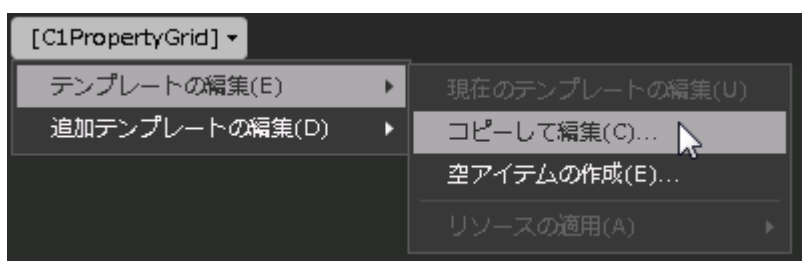 [C1PropertyGrid]
テンプレートの編集(E)
追加テンプレートの編集(D)
現在のテンプレートの編集(U)
コピーして編集(C)...
空アイテムの作成(E)...
リソースの適用(A)